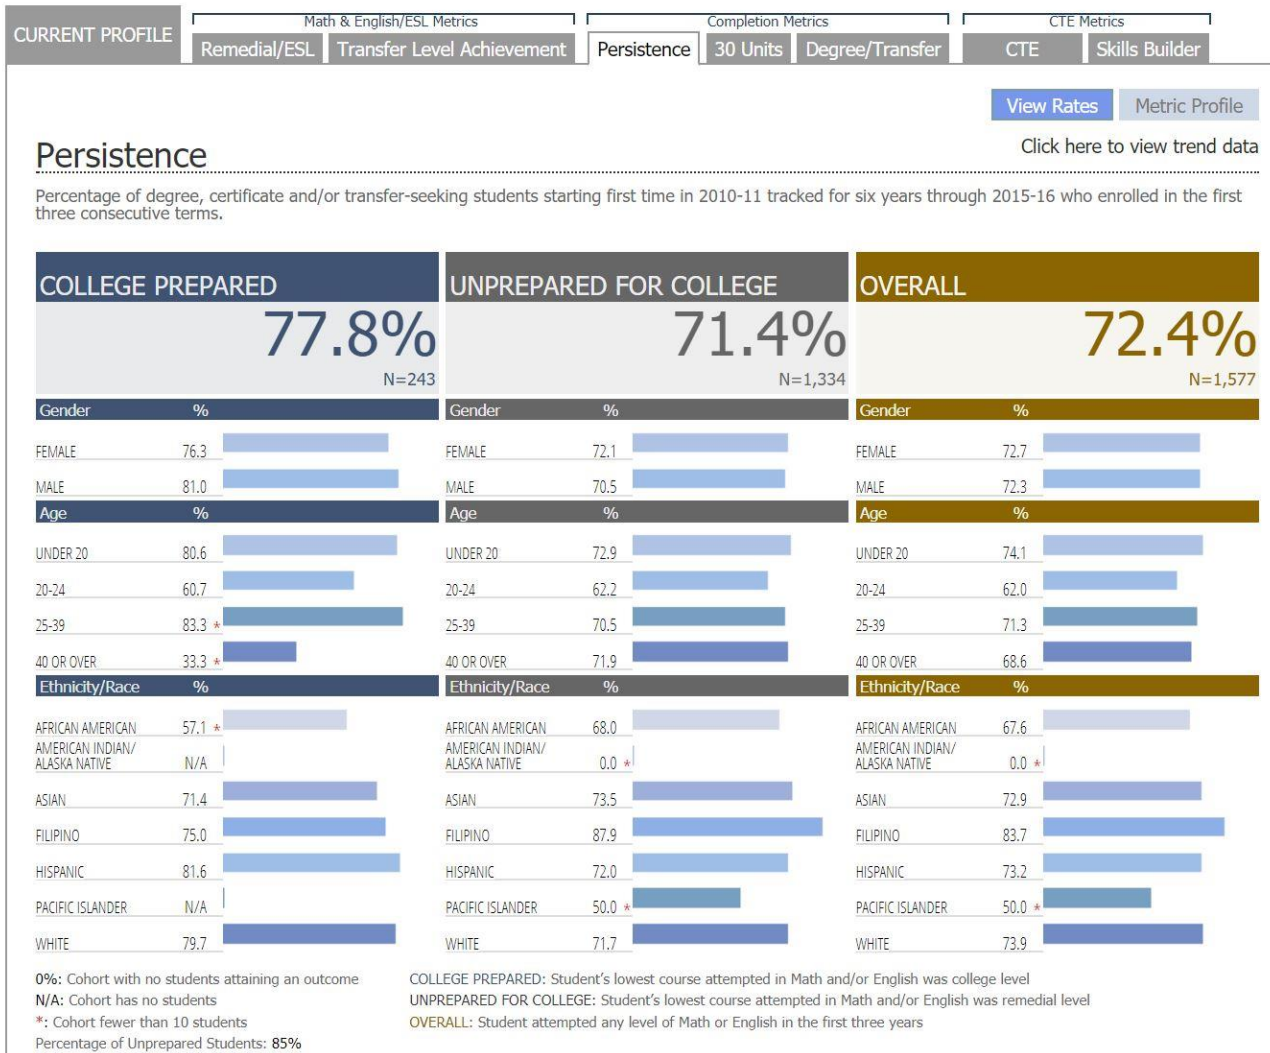 CURRENT PROFILE
Math & English/ESL Metrics
Completion Metrics
CTE Metrics
Remedial/ESL
Transfer Level Achievement
Persistence
30 Units
Degree/Transfer
CTE
Skills Builder
View Rates
Metric Profile
Persistence
Click here to view trend data
Percentage of degree, certificate and/or transfer-seeking students starting first time in 2010-11 tracked for six years through 2015-16 who enrolled in the first
three consecutive terms.
COLLEGE PREPARED
77.8%
N=243
Gender %
FEMALE 76.3
MALE 81.0
Age %
UNDER 20 80.6
20-24 60.7
25-39 83.3 *
40 OR OVER 33.3 *
Ethnicity/Race %
AFRICAN AMERICAN 57.1 *
AMERICAN INDIAN/
ALASKA NATIVE N/A
ASIAN 71.4
FILIPINO 75.0
HISPANIC 81.6
PACIFIC ISLANDER N/A
WHITE 79.7
UNPREPARED FOR COLLEGE
71.4%
N=1,334
Gender %
FEMALE 72.1
MALE 70.5
Age %
UNDER 20 72.9
20-24 62.2
25-39 70.5
40 OR OVER 71.9
Ethnicity/Race %
AFRICAN AMERICAN 68.0
AMERICAN INDIAN/
ALASKA NATIVE 0.0 *
ASIAN 73.5
FILIPINO 87.9
HISPANIC 72.0
PACIFIC ISLANDER 50.0 *
WHITE 71.7
OVERALL
72.4%
N=1,577
Gender %
FEMALE 72.7
MALE 72.3
Age %
UNDER 20 74.1
20-24 62.0
25-39 71.3
40 OR OVER 68.6
Ethnicity/Race %
AFRICAN AMERICAN 67.6
AMERICAN INDIAN/
ALASKA NATIVE 0.0 *
ASIAN 72.9
FILIPINO 83.7
HISPANIC 73.2
PACIFIC ISLANDER 50.0 *
WHITE 73.9
0%: Cohort with no students attaining an outcome
N/A: Cohort has no students
*: Cohort fewer than 10 students
Percentage of Unprepared Students: 85%
COLLEGE PREPARED: Student's lowest course attempted in Math and/or English was college level
UNPREPARED FOR COLLEGE: Student's lowest course attempted in Math and/or English was remedial level
OVERALL: Student attempted any level of Math or English in the first three years